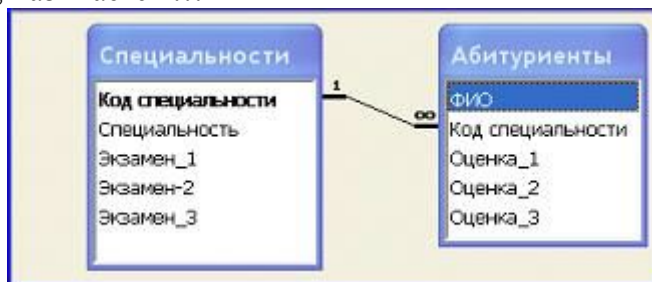 Специальности
Код специальности
Специальность
Экзамен_1
Экзамен-2
Экзамен_3
1
∞
Абитуриенты
ФИО
Код специальности
Оценка_1
Оценка_2
Оценка_3